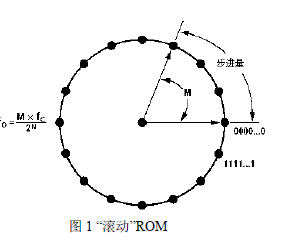 步进量
M
fo = M × fc / 2^N
0000...0
1111...1
图 1 “滚动”ROM